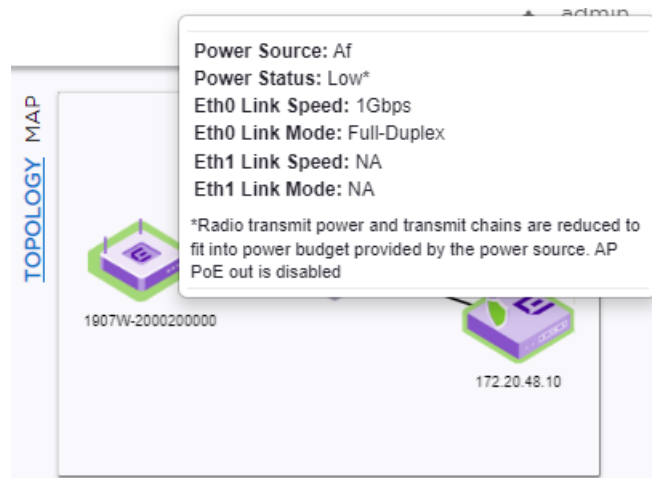 admin
Power Source: Af
Power Status: Low*
Eth0 Link Speed: 1Gbps
Eth0 Link Mode: Full-Duplex
Eth1 Link Speed: NA
Eth1 Link Mode: NA
*Radio transmit power and transmit chains are reduced to
fit into power budget provided by the power source. AP
PoE out is disabled
TOPOLOGY MAP
1907W-2000200000
172.20.48.10